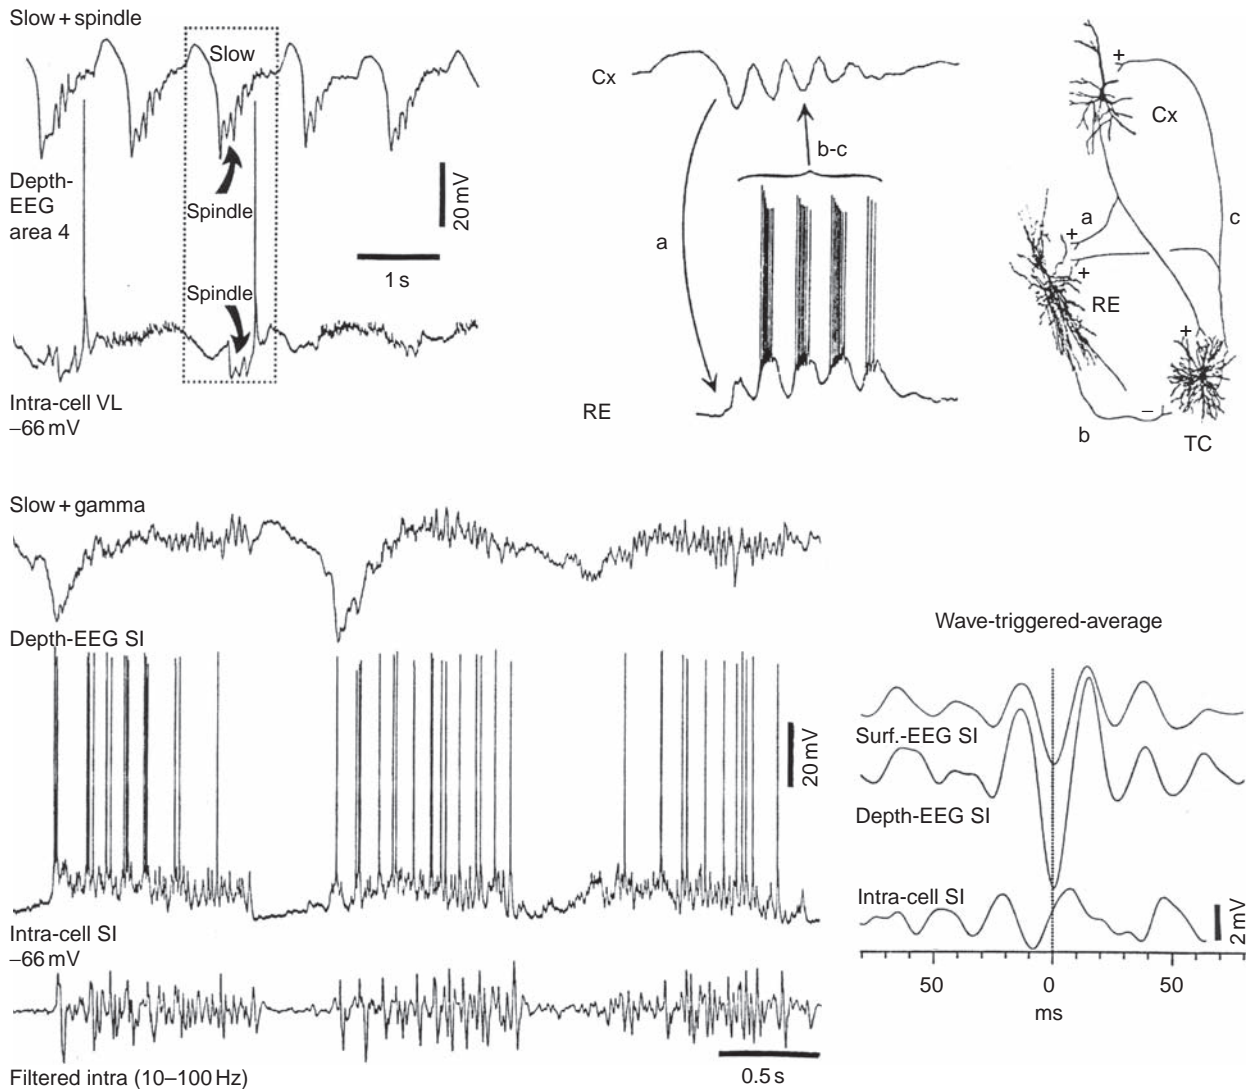 Slow + spindle
Slow
Depth-
EEG
area 4
Spindle
20 mV
1 s
Spindle
Intra-cell VL
–66 mV
Cx
a
b-c
RE
+
Cx
a
c
+
+
RE
+
–
b
TC
Slow + gamma
Depth-EEG SI
20 mV
Intra-cell SI
–66 mV
0.5 s
Filtered intra (10–100 Hz)
Wave-triggered-average
Surf.-EEG SI
Depth-EEG SI
Intra-cell SI
2 mV
50 0 50
ms